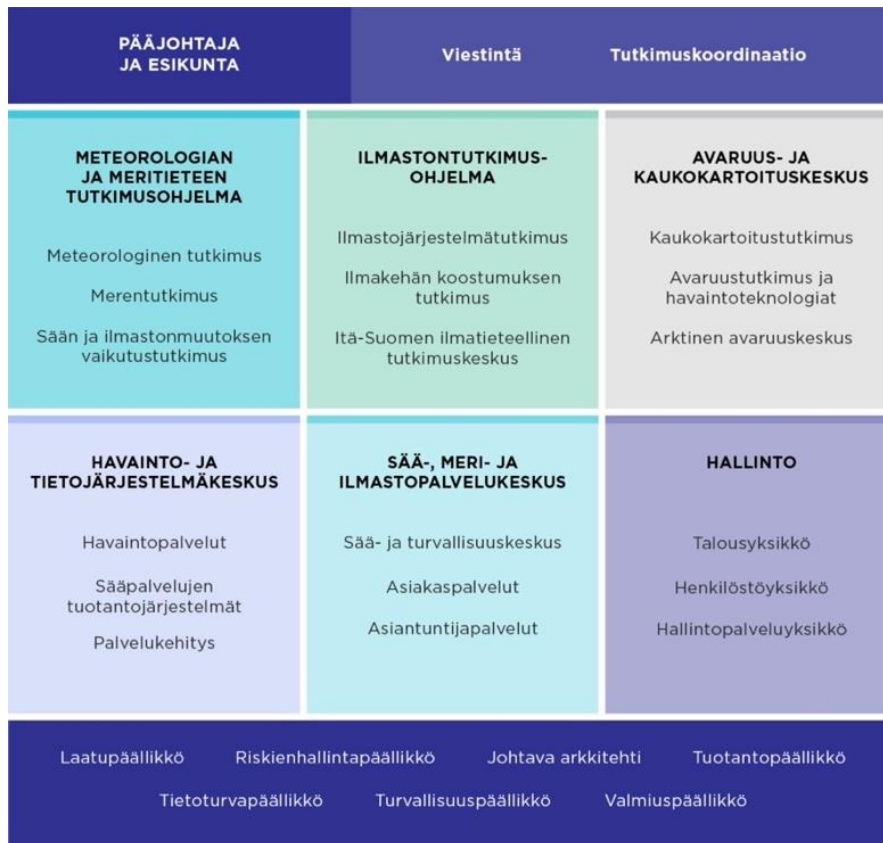 PÄÄJOHTAJA
JA ESIKUNTA
Viestintä
Tutkimuskoordinaatio
METEOROLOGIAN
JA MERITIETEEN
TUTKIMUSOHJELMA
Meteorologinen tutkimus
Merentutkimus
Sään ja ilmastonmuutoksen
vaikutustutkimus
ILMASTONTUTKIMUS-
OHJELMA
Ilmastojärjestelmätutkimus
Ilmakehän koostumuksen
tutkimus
Itä-Suomen ilmatieteellinen
tutkimuskeskus
AVARUUS- JA
KAUKOKARTOITUSKESKUS
Kaukokartoitustutkimus
Avaruustutkimus ja
havaintoteknologiat
Arktinen avaruuskeskus
HAVAINTO- JA
TIETOJÄRJESTELMÄKESKUS
Havaintopalvelut
Sääpalvelujen
tuotantojärjestelmät
Palvelukehitys
SÄÄ-, MERI- JA
ILMASTOPALVELUKESKUS
Sää- ja turvallisuuskeskus
Asiakaspalvelut
Asiantuntijapalvelut
HALLINTO
Talousyksikkö
Henkilöstöyksikkö
Hallintopalveluyksikkö
Laatupäällikkö
Riskienhallintapäällikkö
Johtava arkkitehti
Tuotantopäällikkö
Tietoturvapäällikkö
Turvallisuuspäällikkö
Valmiuspäällikkö